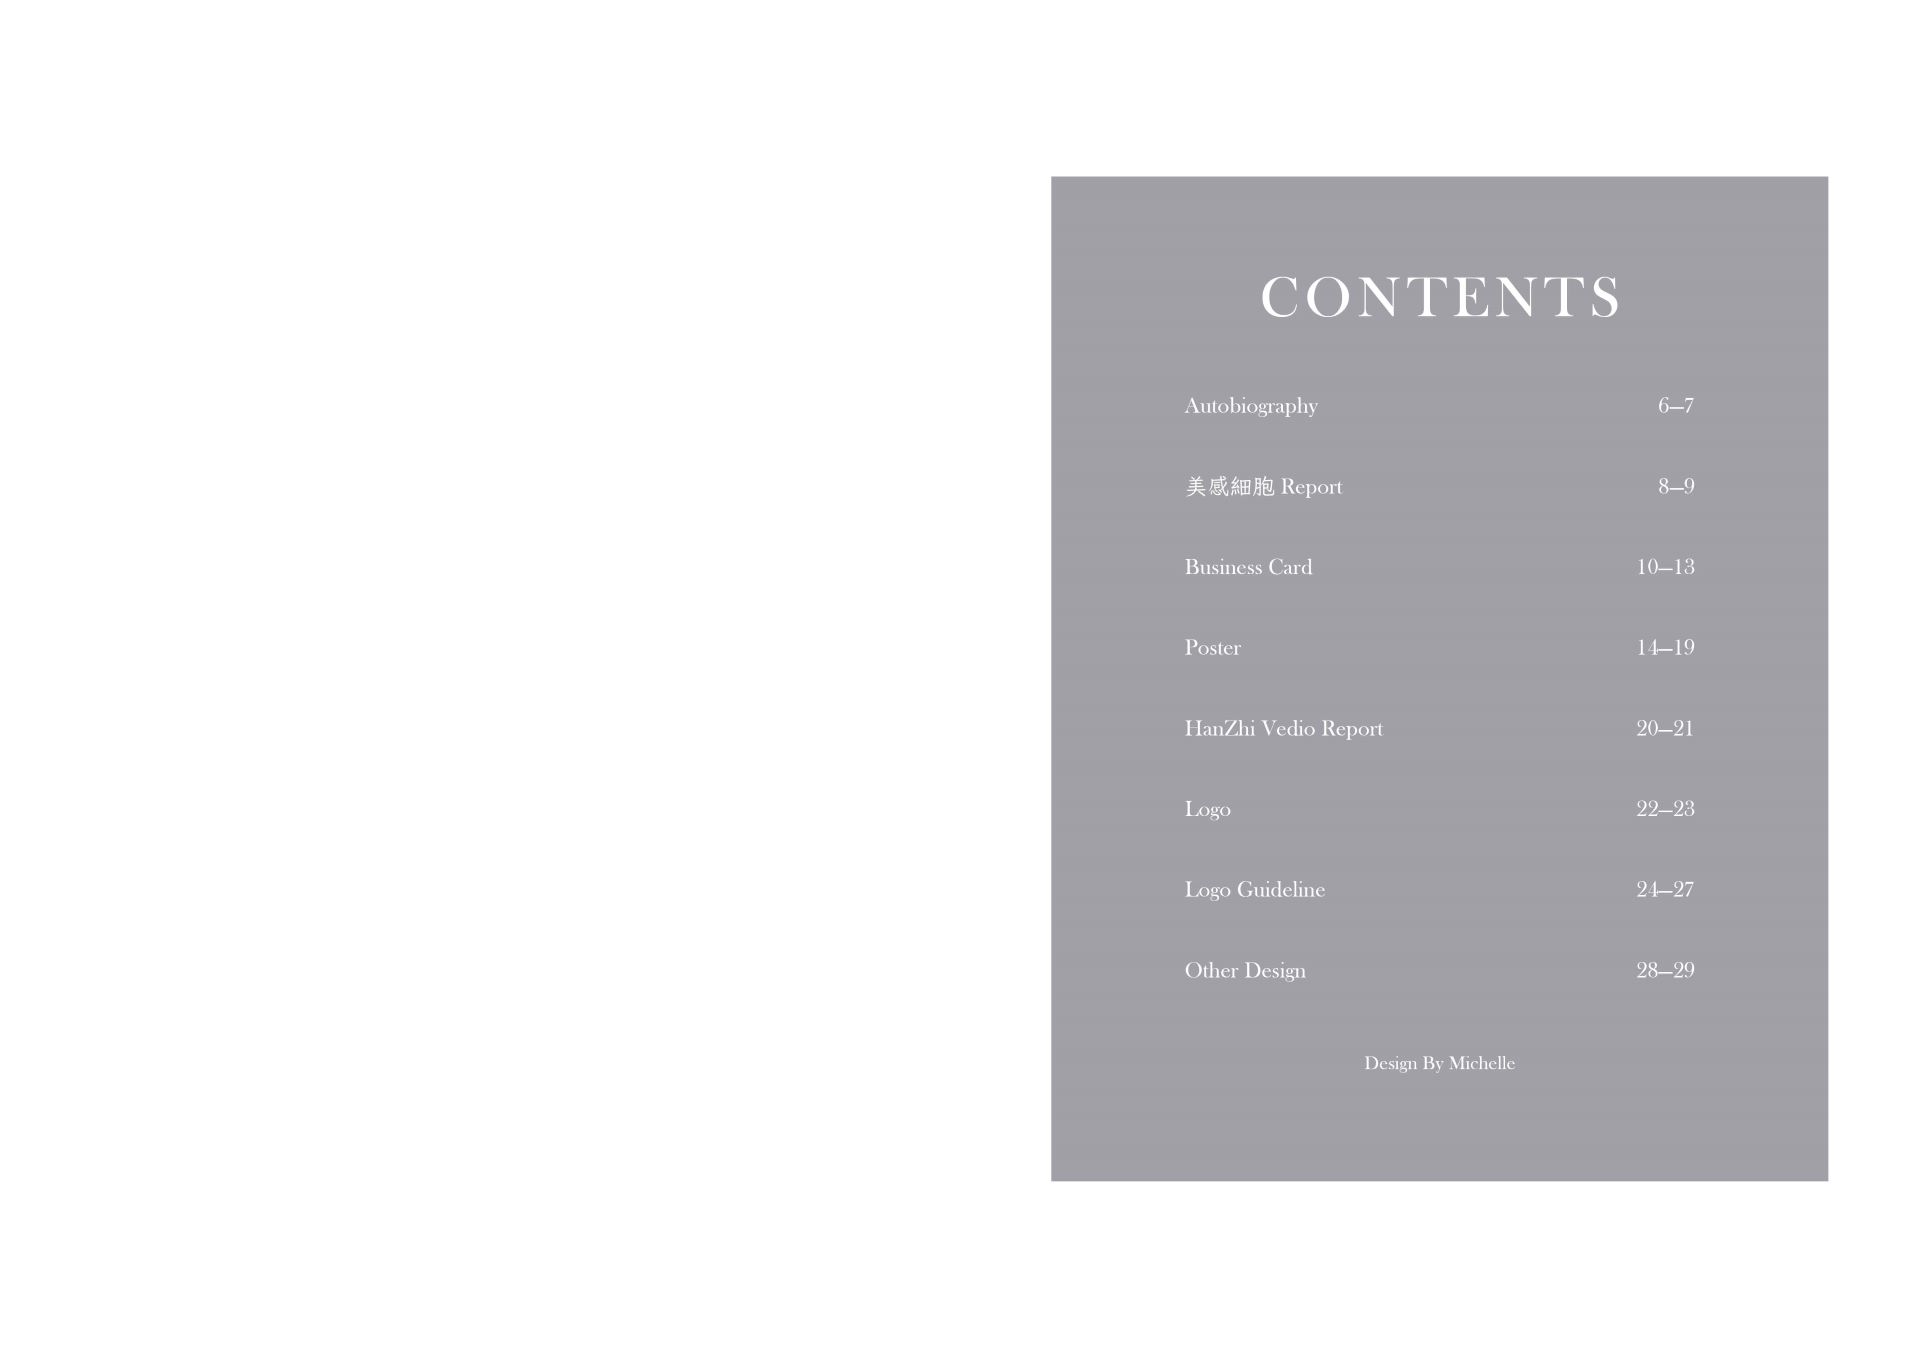 CONTENTS
Autobiography 6—7
美感細胞 Report 8—9
Business Card 10—13
Poster 14—19
HanZhi Vedio Report 20—21
Logo 22—23
Logo Guideline 24—27
Other Design 28—29
Design By Michelle